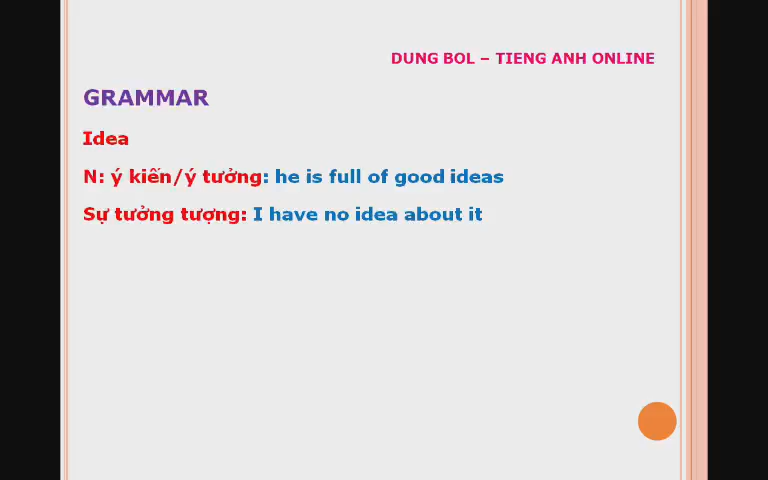 DUNG BOL – TIENG ANH ONLINE
GRAMMAR
Idea
N: ý kiến/ý tưởng: he is full of good ideas
Sự tưởng tượng: I have no idea about it